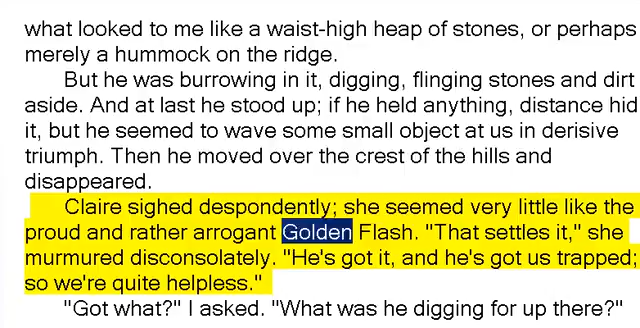 what looked to me like a waist-high heap of stones, or perhaps
merely a hummock on the ridge.
But he was burrowing in it, digging, flinging stones and dirt
aside. And at last he stood up; if he held anything, distance hid
it, but he seemed to wave some small object at us in derisive
triumph. Then he moved over the crest of the hills and
disappeared.
Claire sighed despondently; she seemed very little like the
proud and rather arrogant Golden Flash. "That settles it," she
murmured disconsolately. "He's got it, and he's got us trapped;
so we're quite helpless."
"Got what?" I asked. "What was he digging for up there?"